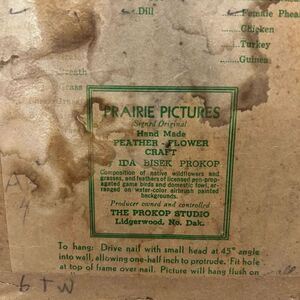 Dill
Female Pheas
Chicken
Turkey
Guinea
Grass
PRAIRIE PICTURES
Signed Original
Hand Made
FEATHER - FLOWER
CRAFT
IDA BISEK PROKOP
Composition of native wildflowers and
grasses, and feathers of licensed pen-prop-
agated game birds and domestic fowl, ar-
ranged on water-color airbrush painted
backgrounds.
Producer owned and controlled
THE PROKOP STUDIO
Lidgerwood, No. Dak.
To hang: Drive nail with small head at 45° angle
into wall, allowing one-half inch to protrude. Fit hole
at top of frame over nail. Picture will hang flush on